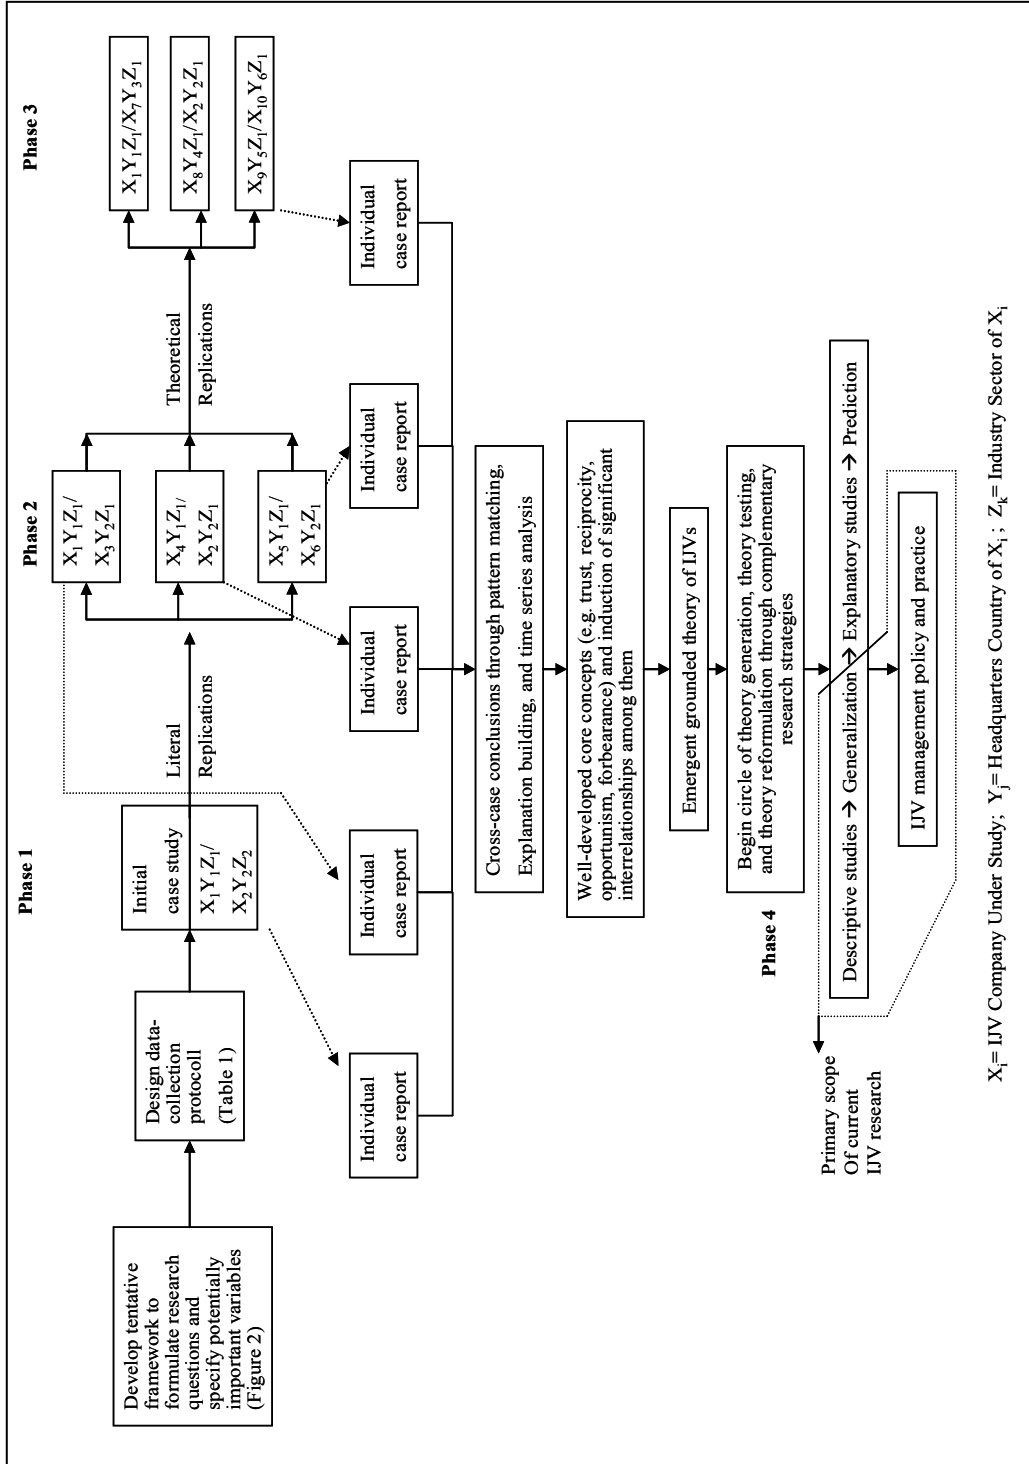 Phase 1
Phase 2
Phase 3
Develop tentative
framework to
formulate research
questions and
specify potentially
important variables
(Figure 2)
Design data-
collection
protocoll
(Table 1)
Initial
case study
X₁Y₁Z₁/
X₂Y₂Z₂
Literal
Replications
X₁Y₁Z₁/
X₃Y₂Z₁
X₄Y₁Z₁/
X₂Y₂Z₁
X₅Y₁Z₁/
X₆Y₂Z₁
Theoretical
Replications
X₁Y₁Z₁/X₇Y₃Z₁
X₈Y₄Z₁/X₂Y₂Z₁
X₉Y₅Z₁/X₁₀Y₆Z₁
Individual
case report
Individual
case report
Individual
case report
Individual
case report
Individual
case report
Cross-case conclusions through pattern matching,
Explanation building, and time series analysis
Well-developed core concepts (e.g. trust, reciprocity,
opportunism, forbearance) and induction of significant
interrelationships among them
Emergent grounded theory of IJVs
Phase 4
Begin circle of theory generation, theory testing,
and theory reformulation through complementary
research strategies
Descriptive studies → Generalization → Explanatory studies → Prediction
Primary scope
Of current
IJV research
IJV management policy and practice
Xᵢ= IJV Company Under Study; Yⱼ= Headquarters Country of Xᵢ ; Zₖ= Industry Sector of Xᵢ